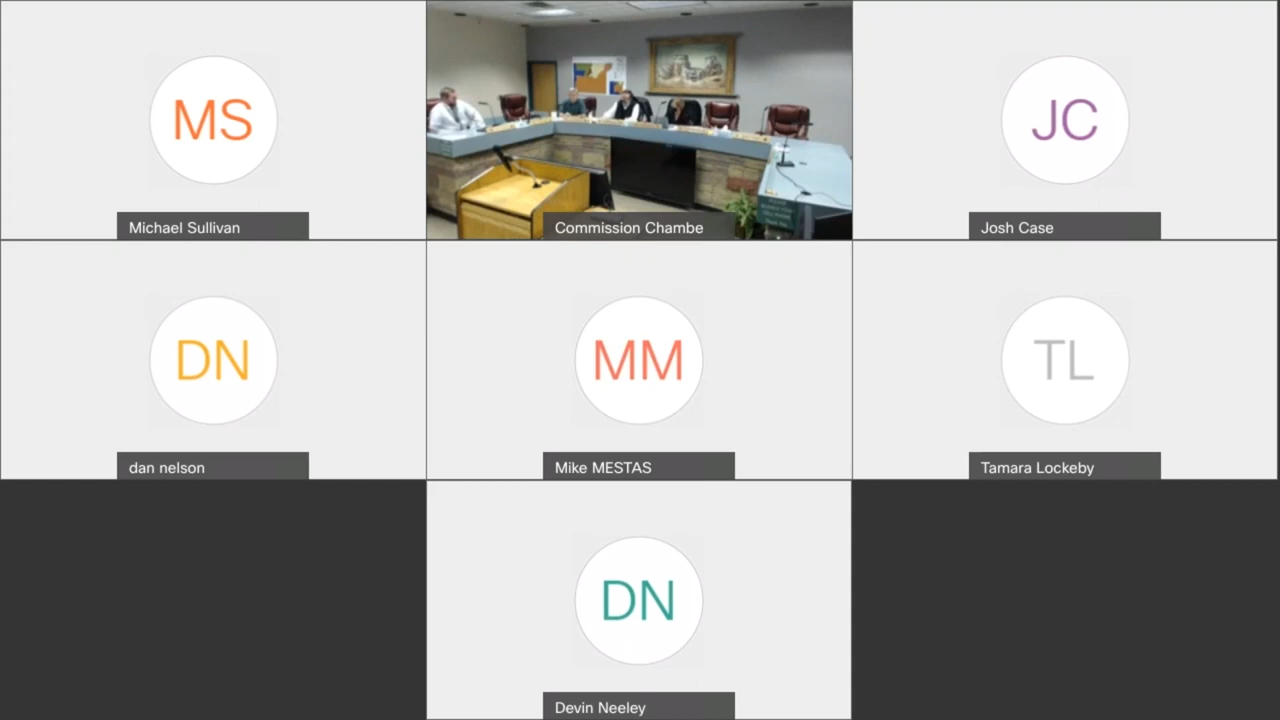 MS
Michael Sullivan
Commission Chambe
JC
Josh Case
DN
dan nelson
MM
Mike MESTAS
TL
Tamara Lockeby
DN
Devin Neeley